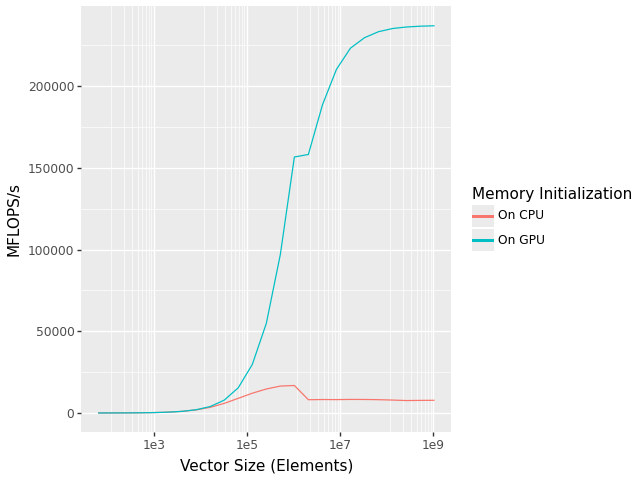 MFLOPS/s
200000
150000
100000
50000
0
1e3
1e5
1e7
1e9
Vector Size (Elements)
Memory Initialization
On CPU
On GPU